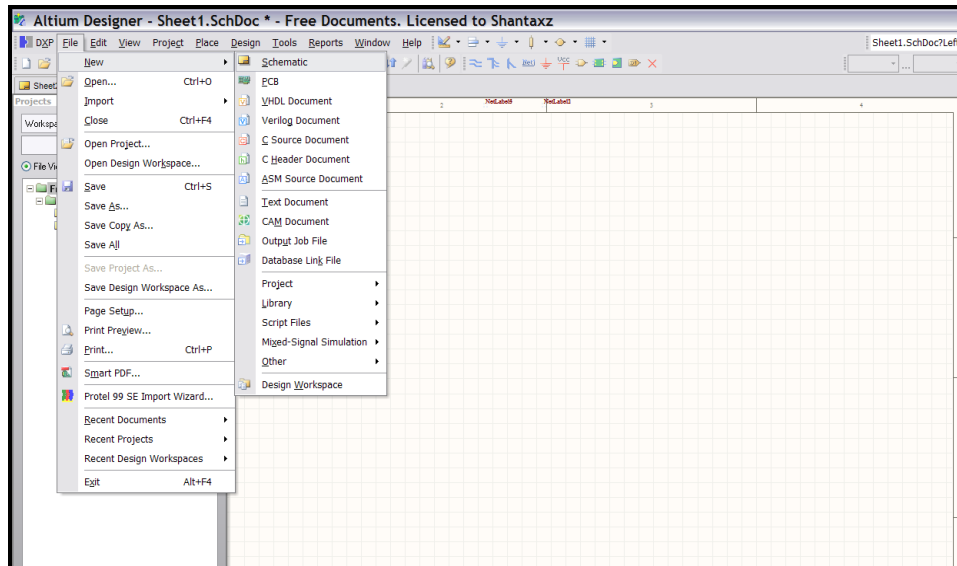 Altium Designer - Sheet1.SchDoc * - Free Documents. Licensed to Shantaxz
DXP File Edit View Project Place Design Tools Reports Window Help
Sheet1.SchDoc?Lef
Sheet
Projects
Workspa
File Vi
New
Open... Ctrl+O
Import
Close Ctrl+F4
Open Project...
Open Design Workspace...
Save Ctrl+S
Save As...
Save Copy As...
Save All
Save Project As...
Save Design Workspace As...
Page Setup...
Print Preview...
Print... Ctrl+P
Smart PDF...
Protel 99 SE Import Wizard...
Recent Documents
Recent Projects
Recent Design Workspaces
Exit Alt+F4
Schematic
PCB
VHDL Document
Verilog Document
C Source Document
C Header Document
ASM Source Document
Text Document
CAM Document
Output Job File
Database Link File
Project
Library
Script Files
Mixed-Signal Simulation
Other
Design Workspace
2 3 4